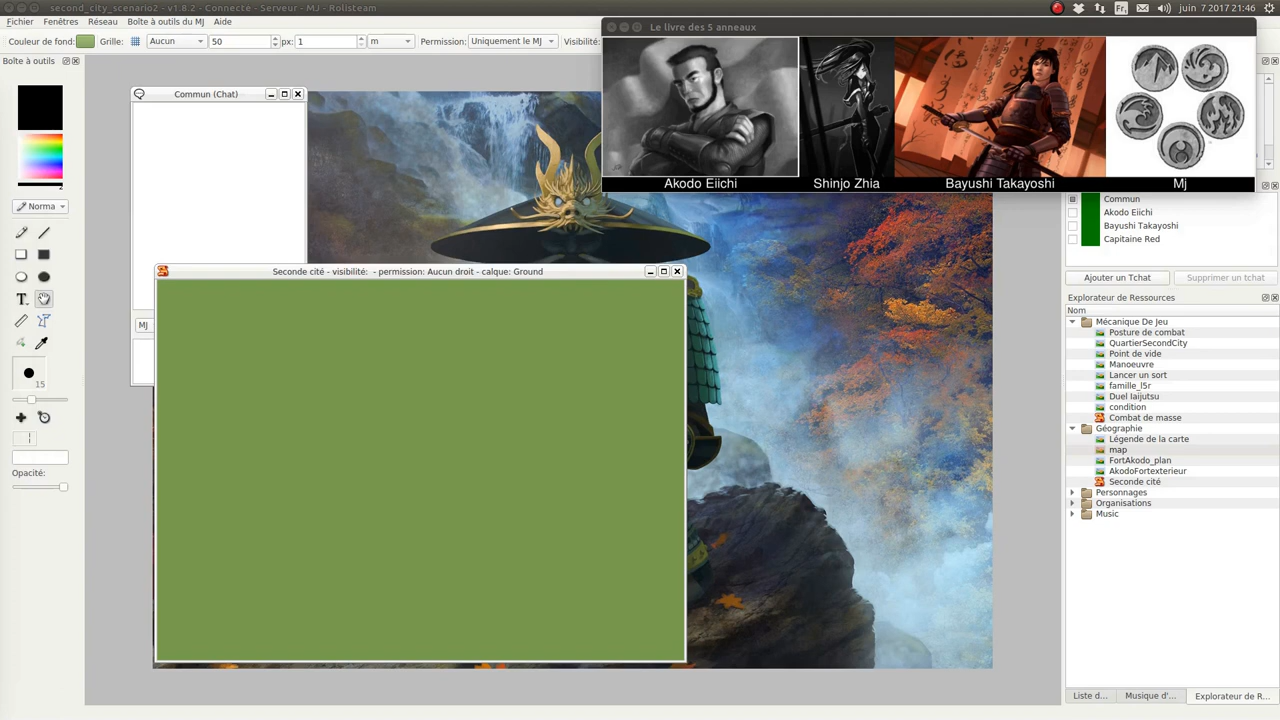 second_city_scenario2 - v1.8.2 - Connecté - Serveur - MJ - Rolisteam
Fr
juin 7 2017 21:46
Fichier Fenêtres Réseau Boîte à outils du MJ Aide
Le livre des 5 anneaux
Couleur de fond: Grille: Aucun 50 px: 1 m Permission: Uniquement le MJ Visibilité:
Boîte à outils
Commun (Chat)
Akodo Eiichi Shinjo Zhia Bayushi Takayoshi Mj
Norma
Commun
Akodo Eiichi
Bayushi Takayoshi
Capitaine Red
Seconde cité - visibilité: - permission: Aucun droit - calque: Ground
Ajouter un Tchat Supprimer un tchat
T
MJ
15
Opacité:
Explorateur de Ressources
Nom
Mécanique De Jeu
Posture de combat
QuartierSecondCity
Point de vide
Manoeuvre
Lancer un sort
famille_l5r
Duel Iaijutsu
condition
Combat de masse
Géographie
Légende de la carte
map
FortAkodo_plan
AkodoFortexterieur
Seconde cité
Personnages
Organisations
Music
Liste d... Musique d'... Explorateur de R...